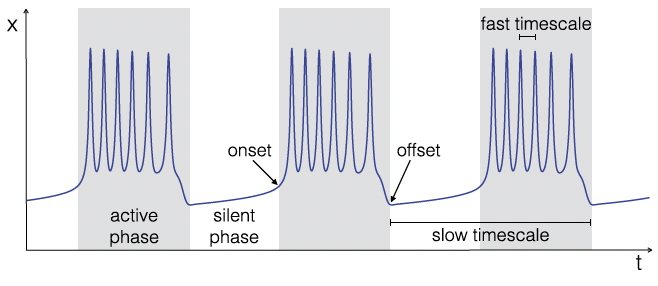 x
fast timescale
onset
offset
active
phase
silent
phase
slow timescale
t